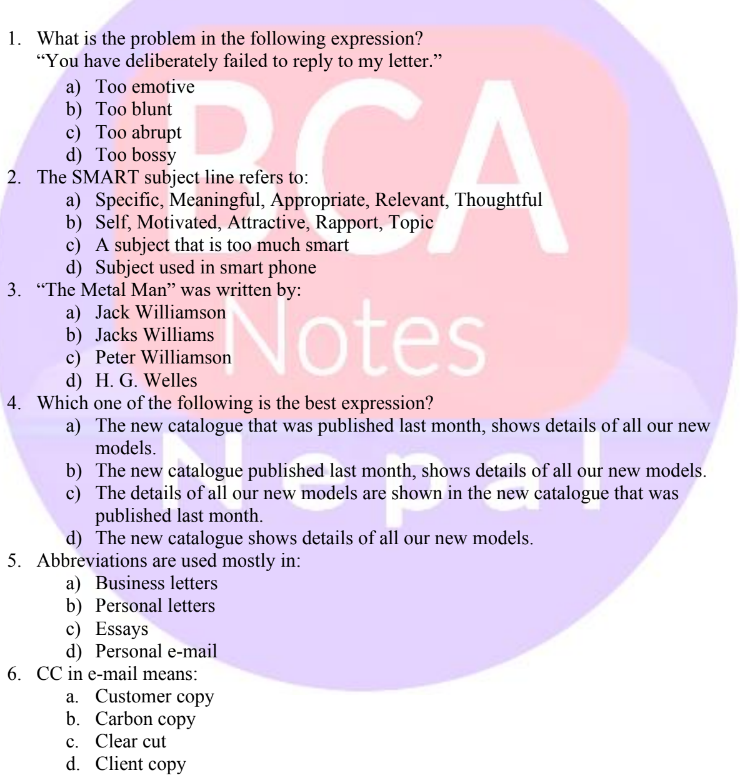 1. What is the problem in the following expression?
“You have deliberately failed to reply to my letter.”
a) Too emotive
b) Too blunt
c) Too abrupt
d) Too bossy
2. The SMART subject line refers to:
a) Specific, Meaningful, Appropriate, Relevant, Thoughtful
b) Self, Motivated, Attractive, Rapport, Topic
c) A subject that is too much smart
d) Subject used in smart phone
3. “The Metal Man” was written by:
a) Jack Williamson
b) Jacks Williams
c) Peter Williamson
d) H. G. Welles
4. Which one of the following is the best expression?
a) The new catalogue that was published last month, shows details of all our new
models.
b) The new catalogue published last month, shows details of all our new models.
c) The details of all our new models are shown in the new catalogue that was
published last month.
d) The new catalogue shows details of all our new models.
5. Abbreviations are used mostly in:
a) Business letters
b) Personal letters
c) Essays
d) Personal e-mail
6. CC in e-mail means:
a. Customer copy
b. Carbon copy
c. Clear cut
d. Client copy
BCA
Notes
Nepal